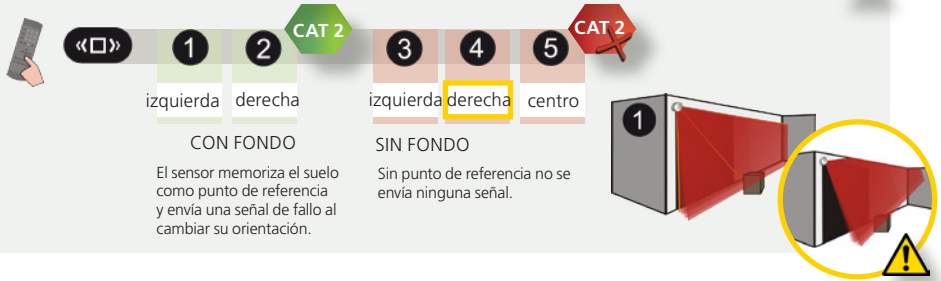 CAT 2
CAT 2
«□» 1 2 3 4 5
izquierda derecha izquierda derecha centro
1
CON FONDO
El sensor memoriza el suelo
como punto de referencia
y envía una señal de fallo al
cambiar su orientación.
SIN FONDO
Sin punto de referencia no se
envía ninguna señal.